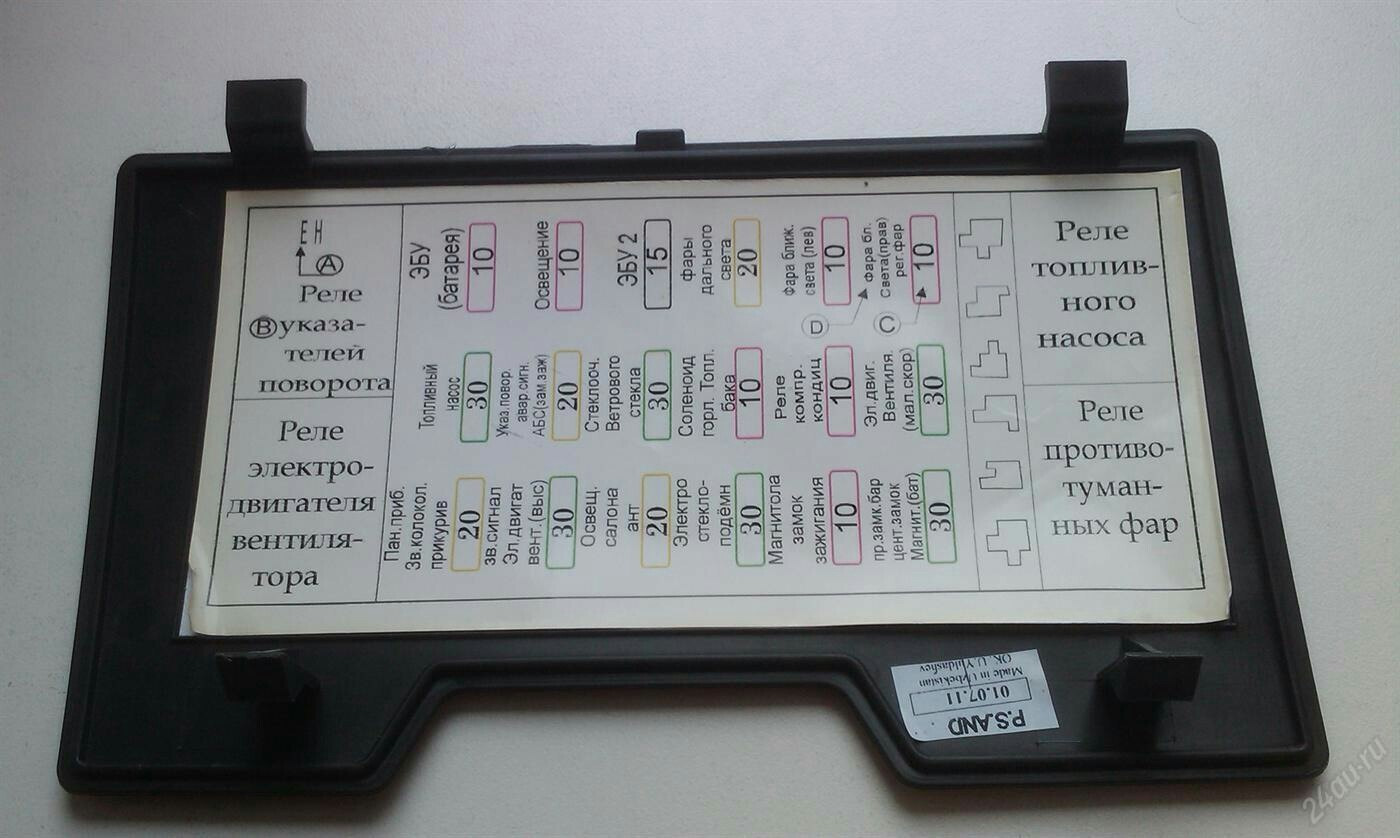 EH
A
Реле
B указа-
телей
поворота
Реле
электро-
двигателя
вентиля-
тора
ЭБУ
(батарея)
10
Освещение
10
ЭБУ 2
15
фары
дального
света
20
Фара ближ.
света (лев)
10
D
Фара бл.
Света(прав)
рег.фар
10
C
Топливный
насос
30
Указ.повор.
авар.сигн.
АБС(зам заж)
20
Стеклооч.
Ветрового
стекла
30
Соленоид
горл. Топл.
бака
10
Реле
компр.
кондиц
10
Эл.двиг.
Вентиля.
(мал.скор)
30
Пан.приб.
Зв.колокол.
прикурив
20
зв.сигнал
Эл.двигат
вент.(выс)
30
Освещ.
салона
ант
20
Электро
стекло-
подёмн
30
Магнитола
замок
зажигания
10
пр.замк.бар
цент.замок
Магнит.(бат)
30
Реле
топлив-
ного
насоса
Реле
противо-
туман-
ных фар
P.S.AND
01.07.11
Made in Uzbekistan
OK. U. Yuldashev
24au.ru